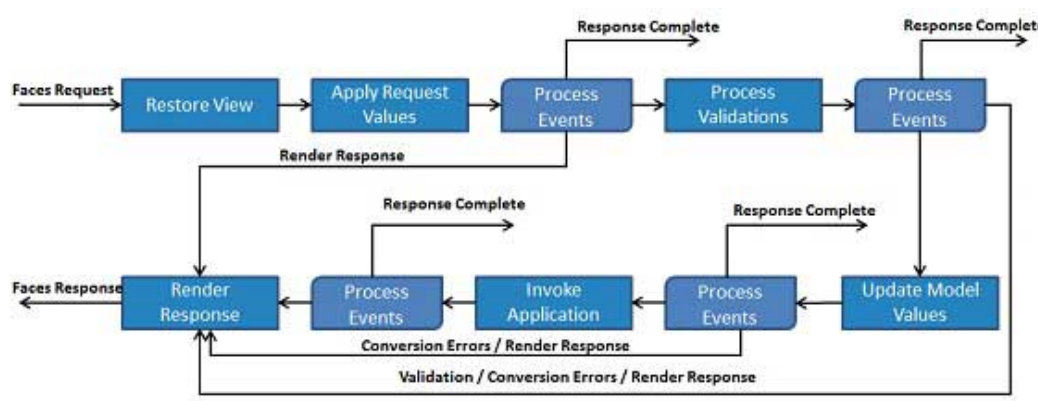 Response Complete
Response Complete
Faces Request
Restore View
Apply Request
Values
Process
Events
Process
Validations
Process
Events
Render Response
Response Complete
Response Complete
Faces Response
Render
Response
Process
Events
Invoke
Application
Process
Events
Update Model
Values
Conversion Errors / Render Response
Validation / Conversion Errors / Render Response